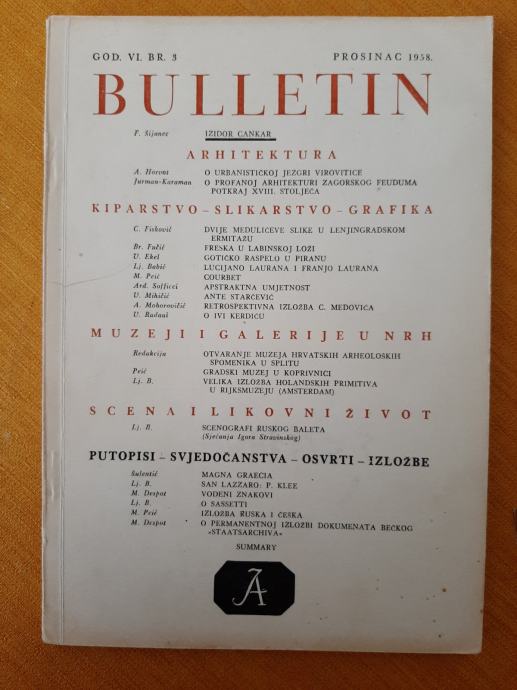 GOD. VI. BR. 3 PROSINAC 1958.
BULLETIN
F. Šijanec IZIDOR CANKAR
ARHITEKTURA
A. Horvat O URBANISTIČKOJ JEZGRI VIROVITICE
Jurman-Karaman O PROFANOJ ARHITEKTURI ZAGORSKOG FEUDUMA
POTKRAJ XVIII. STOLJEĆA
KIPARSTVO – SLIKARSTVO – GRAFIKA
C. Fisković DVIJE MEDULIĆEVE SLIKE U LENJINGRADSKOM
ERMITAŽU
Br. Fučić FRESKA U LABINSKOJ LOŽI
U. Ekel GOTIČKO RASPELO U PIRANU
Lj. Babić LUCIJANO LAURANA I FRANJO LAURANA
M. Peić COURBET
Ard. Soffici APSTRAKTNA UMJETNOST
U. Mihičić ANTE STARČEVIĆ
A. Mohorovičić RETROSPEKTIVNA IZLOŽBA C. MEDOVIĆA
U. Radauš O IVI KERDIĆU
MUZEJI I GALERIJE U NRH
Redakcija OTVARANJE MUZEJA HRVATSKIH ARHEOLOŠKIH
SPOMENIKA U SPLITU
Peić GRADSKI MUZEJ U KOPRIVNICI
Lj. B. VELIKA IZLOŽBA HOLANDSKIH PRIMITIVA
U RIJKSMUZEJU (AMSTERDAM)
SCENA I LIKOVNI ŽIVOT
Lj. B. SCENOGRAFI RUSKOG BALETA
(Sjećanja Igora Stravinskog)
PUTOPISI – SVJEDOČANSTVA – OSVRTI – IZLOŽBE
Šulentić MAGNA GRAECIA
Lj. B. SAN LAZZARO: P. KLEE
M. Despot VODENI ZNAKOVI
Lj. B. O SASSETTI
M. Peić IZLOŽBA RUSKA I ČEŠKA
M. Despot O PERMANENTNOJ IZLOŽBI DOKUMENATA BEČKOG
»STAATSARCHIVA«
SUMMARY